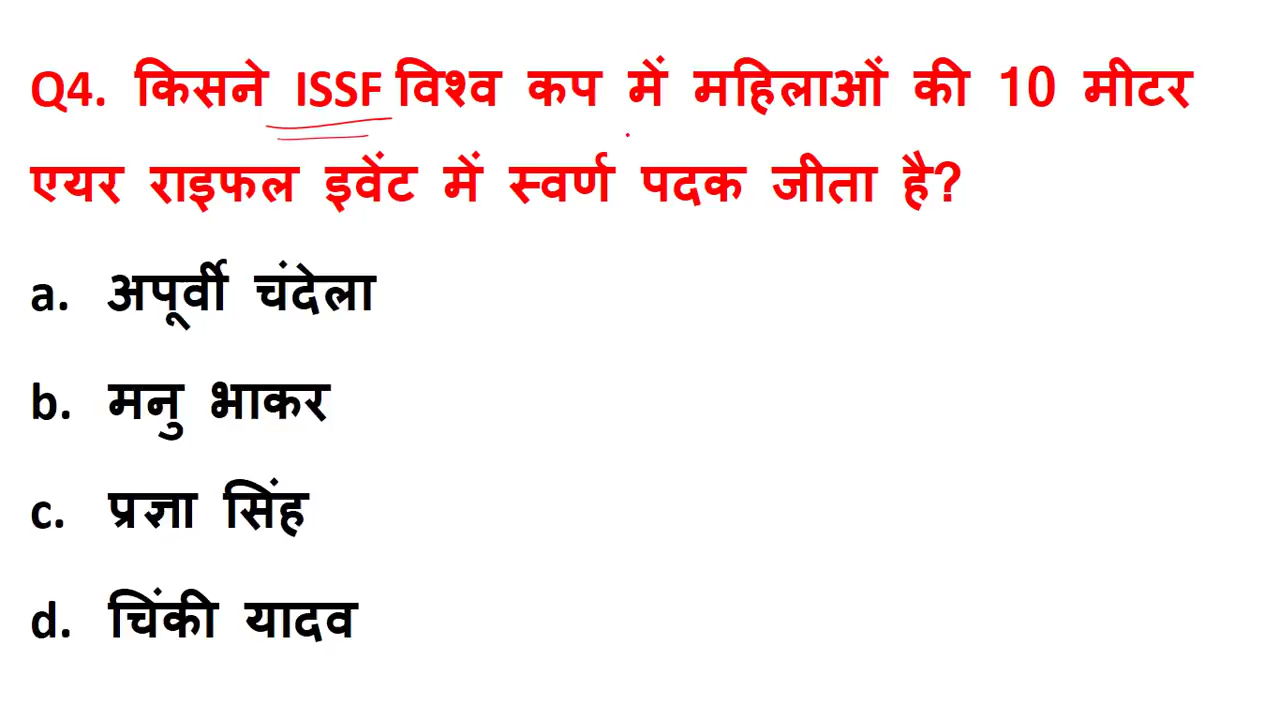 Q4. किसने ISSF विश्व कप में महिलाओं की 10 मीटर
एयर राइफल इवेंट में स्वर्ण पदक जीता है?
a. अपूर्वी चंदेला
b. मनु भाकर
c. प्रज्ञा सिंह
d. चिंकी यादव